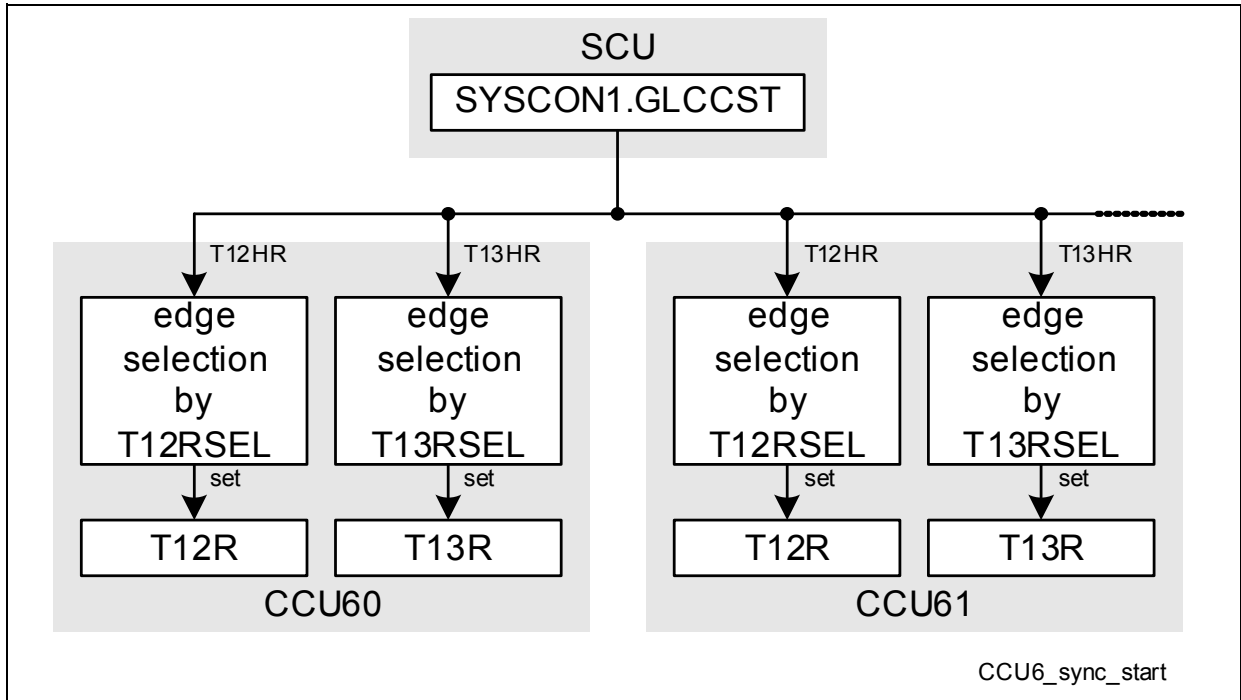 SCU
SYSCON1.GLCCST
T12HR
T13HR
T12HR
T13HR
edge
selection
by
T12RSEL
edge
selection
by
T13RSEL
edge
selection
by
T12RSEL
edge
selection
by
T13RSEL
set
set
set
set
T12R
T13R
T12R
T13R
CCU60
CCU61
CCU6_sync_start